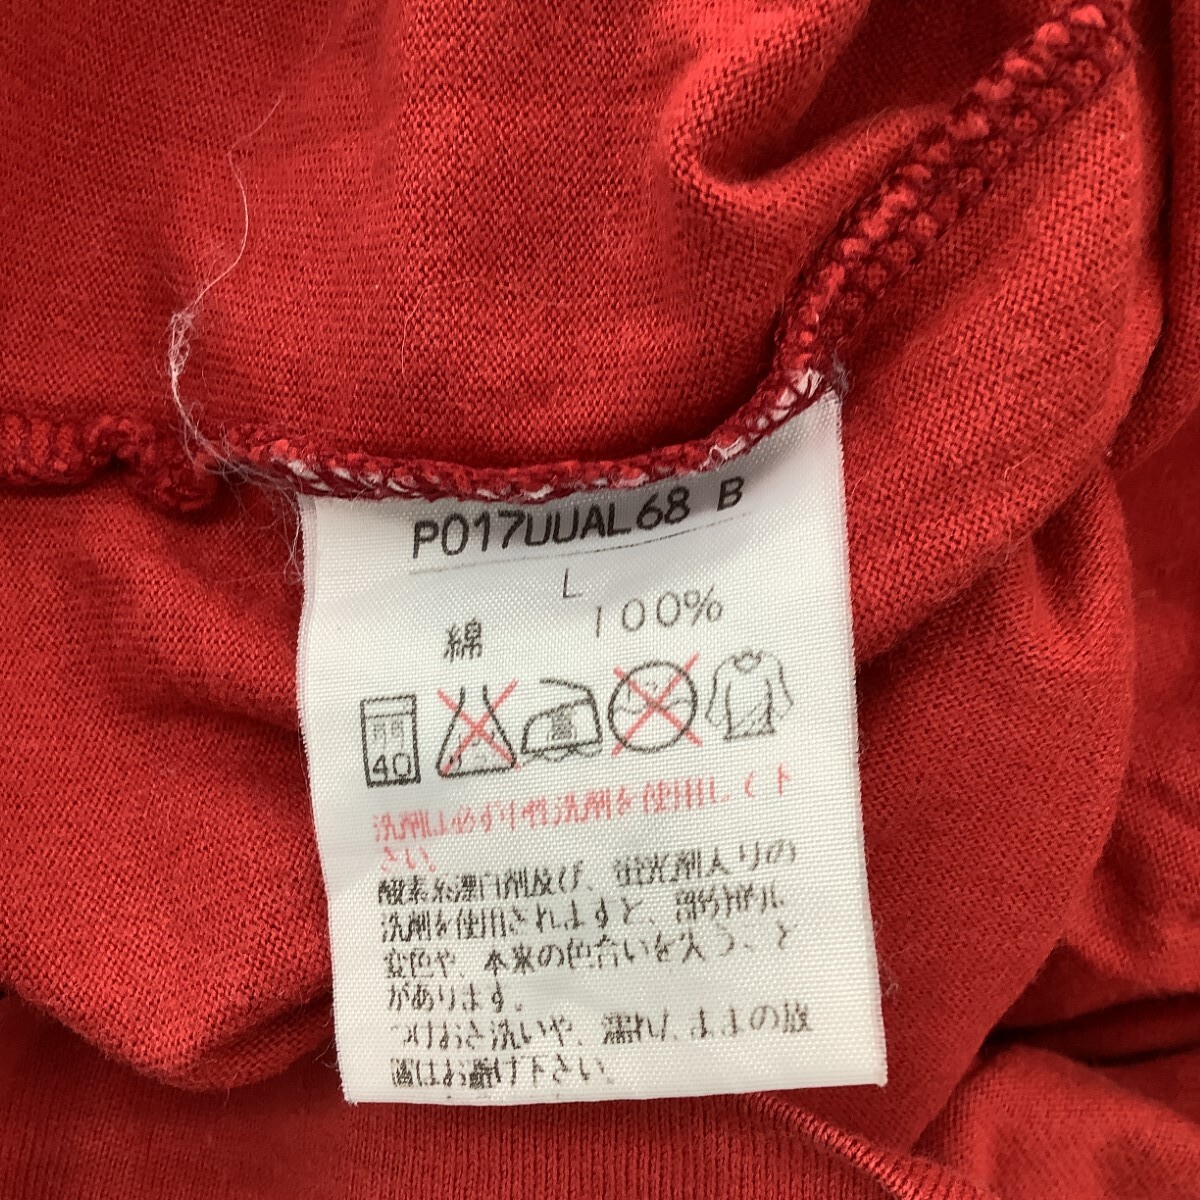 P017UUAL68 B
L
綿 100%
40
洗剤は必ず中性洗剤を使用して下
さい。
酸素系漂白剤及び、蛍光剤入りの
洗剤を使用されますと、部分的に
変色や、本来の色合いを失うこと
があります。
つけおき洗いや、濡れたままの放
置はお避け下さい。